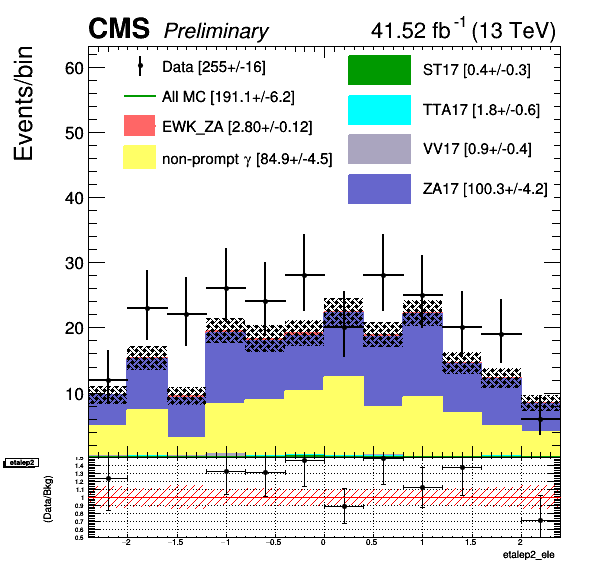 CMS Preliminary 41.52 fb⁻¹ (13 TeV)
Events/bin
60
50
40
30
20
10
Data [255+/-16]
All MC [191.1+/-6.2]
EWK_ZA [2.80+/-0.12]
non-prompt γ [84.9+/-4.5]
ST17 [0.4+/-0.3]
TTA17 [1.8+/-0.6]
VV17 [0.9+/-0.4]
ZA17 [100.3+/-4.2]
etalep2
(Data/Bkg)
1.5
1.4
1.3
1.2
1.1
1
0.9
0.8
0.7
0.6
0.5
−2 −1.5 −1 −0.5 0 0.5 1 1.5 2
etalep2_ele